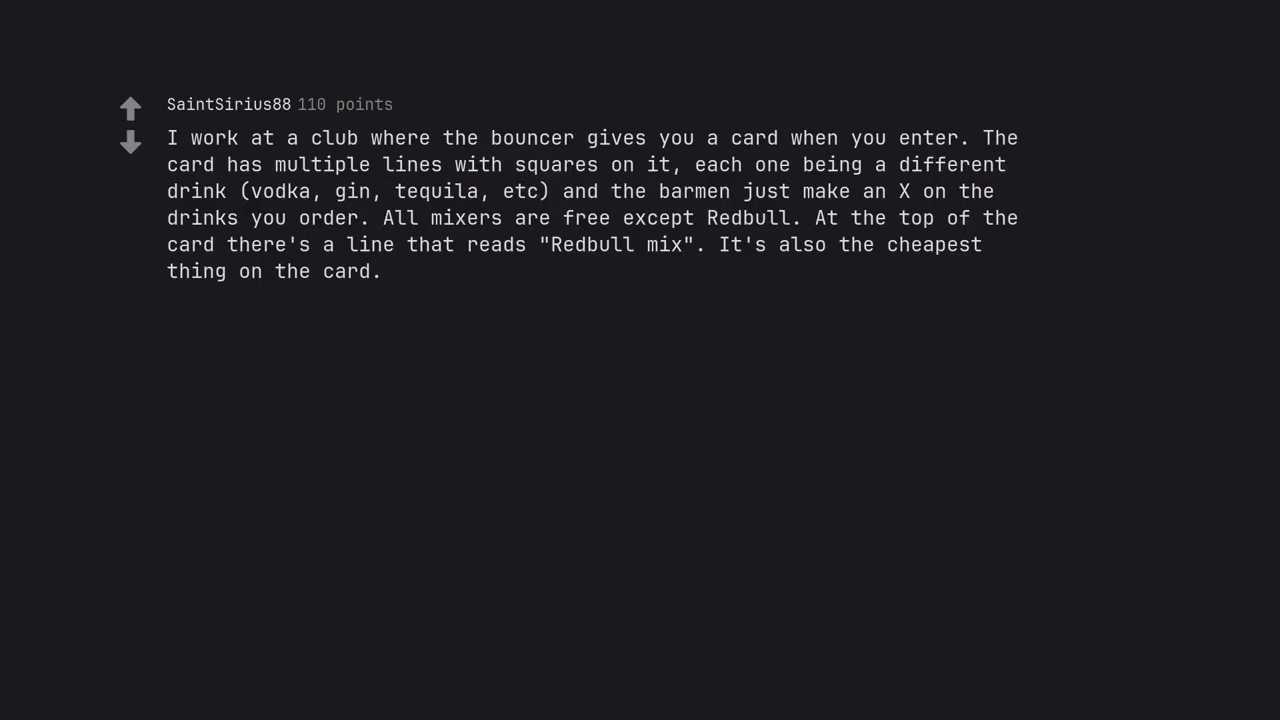 SaintSirius88 110 points
I work at a club where the bouncer gives you a card when you enter. The
card has multiple lines with squares on it, each one being a different
drink (vodka, gin, tequila, etc) and the barmen just make an X on the
drinks you order. All mixers are free except Redbull. At the top of the
card there's a line that reads "Redbull mix". It's also the cheapest
thing on the card.